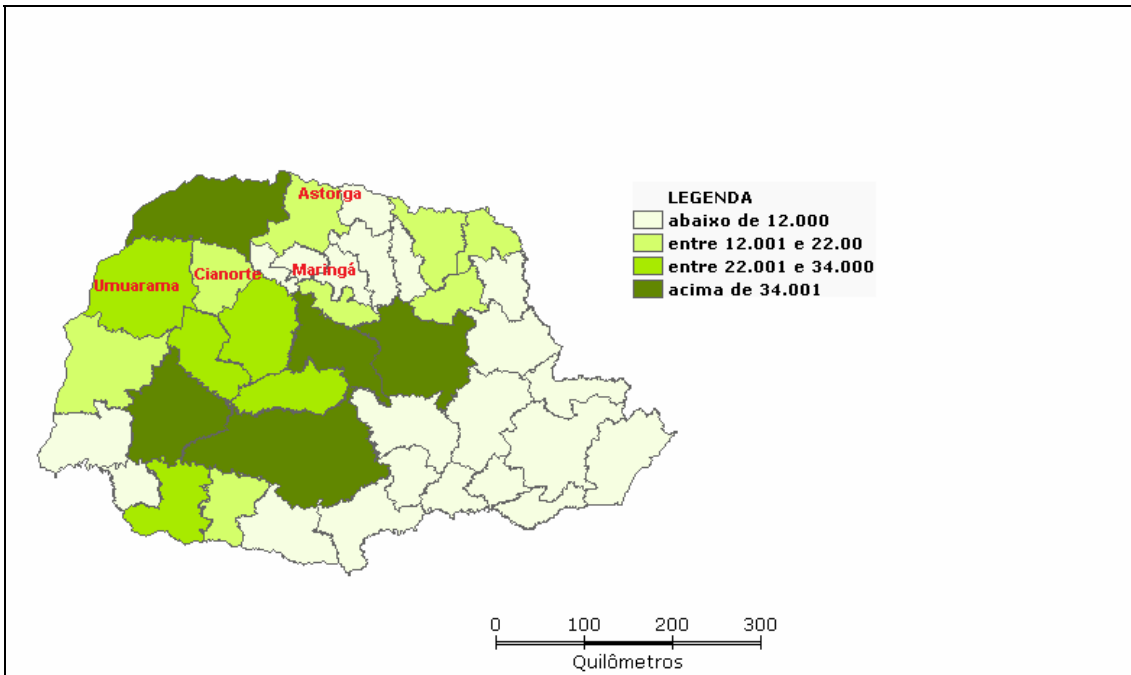 Astorga
Cianorte
Maringá
Umuarama
LEGENDA
abaixo de 12.000
entre 12.001 e 22.00
entre 22.001 e 34.000
acima de 34.001
0 100 200 300
Quilômetros